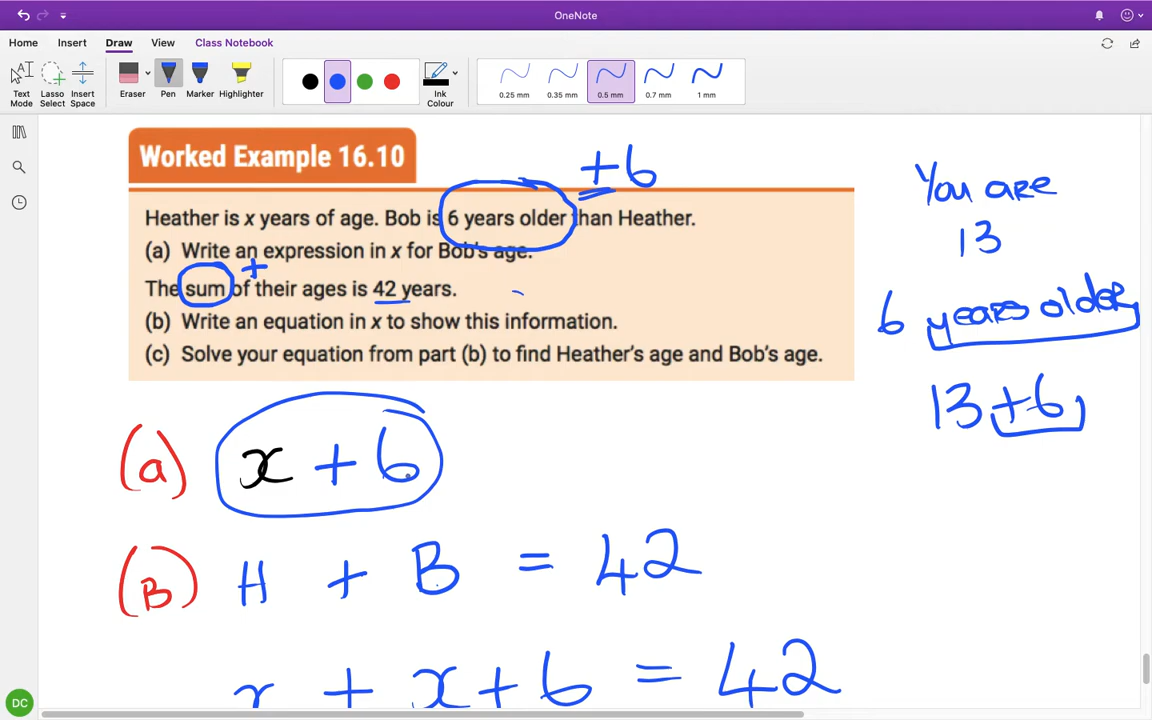 OneNote
Home Insert Draw View Class Notebook
Text Mode
Lasso Select
Insert Space
Eraser
Pen
Marker
Highlighter
Ink Colour
0.25 mm
0.35 mm
0.5 mm
0.7 mm
1 mm
Worked Example 16.10
+6
Heather is x years of age. Bob is 6 years older than Heather.
(a) Write an expression in x for Bob's age.
+
The sum of their ages is 42 years.
(b) Write an equation in x to show this information.
(c) Solve your equation from part (b) to find Heather's age and Bob's age.
You are
13
6 years older
13 +6
(a) x + 6
(B) H + B = 42
x + x + 6 = 42
DC